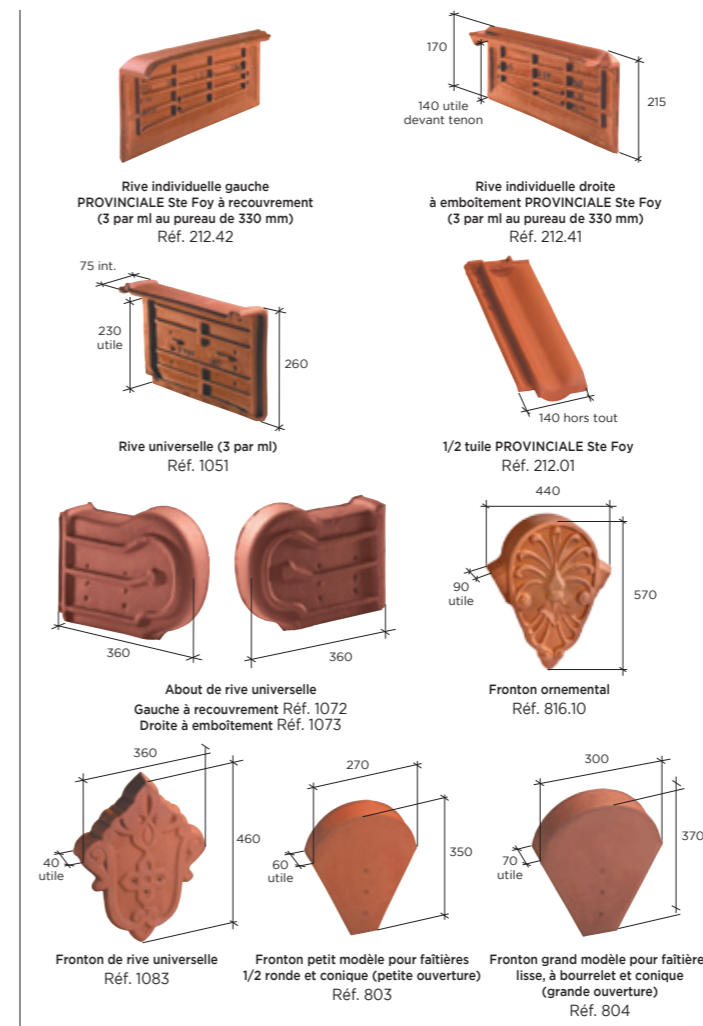 170
140 utile
devant tenon
215
Rive individuelle gauche
PROVINCIALE Ste Foy à recouvrement
(3 par ml au pureau de 330 mm)
Réf. 212.42
Rive individuelle droite
à emboîtement PROVINCIALE Ste Foy
(3 par ml au pureau de 330 mm)
Réf. 212.41
75 int.
230
utile
260
140 hors tout
Rive universelle (3 par ml)
Réf. 1051
1/2 tuile PROVINCIALE Ste Foy
Réf. 212.01
360
360
440
90
utile
570
About de rive universelle
Gauche à recouvrement Réf. 1072
Droite à emboîtement Réf. 1073
Fronton ornemental
Réf. 816.10
360
40
utile
460
270
60
utile
350
300
70
utile
370
Fronton de rive universelle
Réf. 1083
Fronton petit modèle pour faîtières
1/2 ronde et conique (petite ouverture)
Réf. 803
Fronton grand modèle pour faîtière
lisse, à bourrelet et conique
(grande ouverture)
Réf. 804